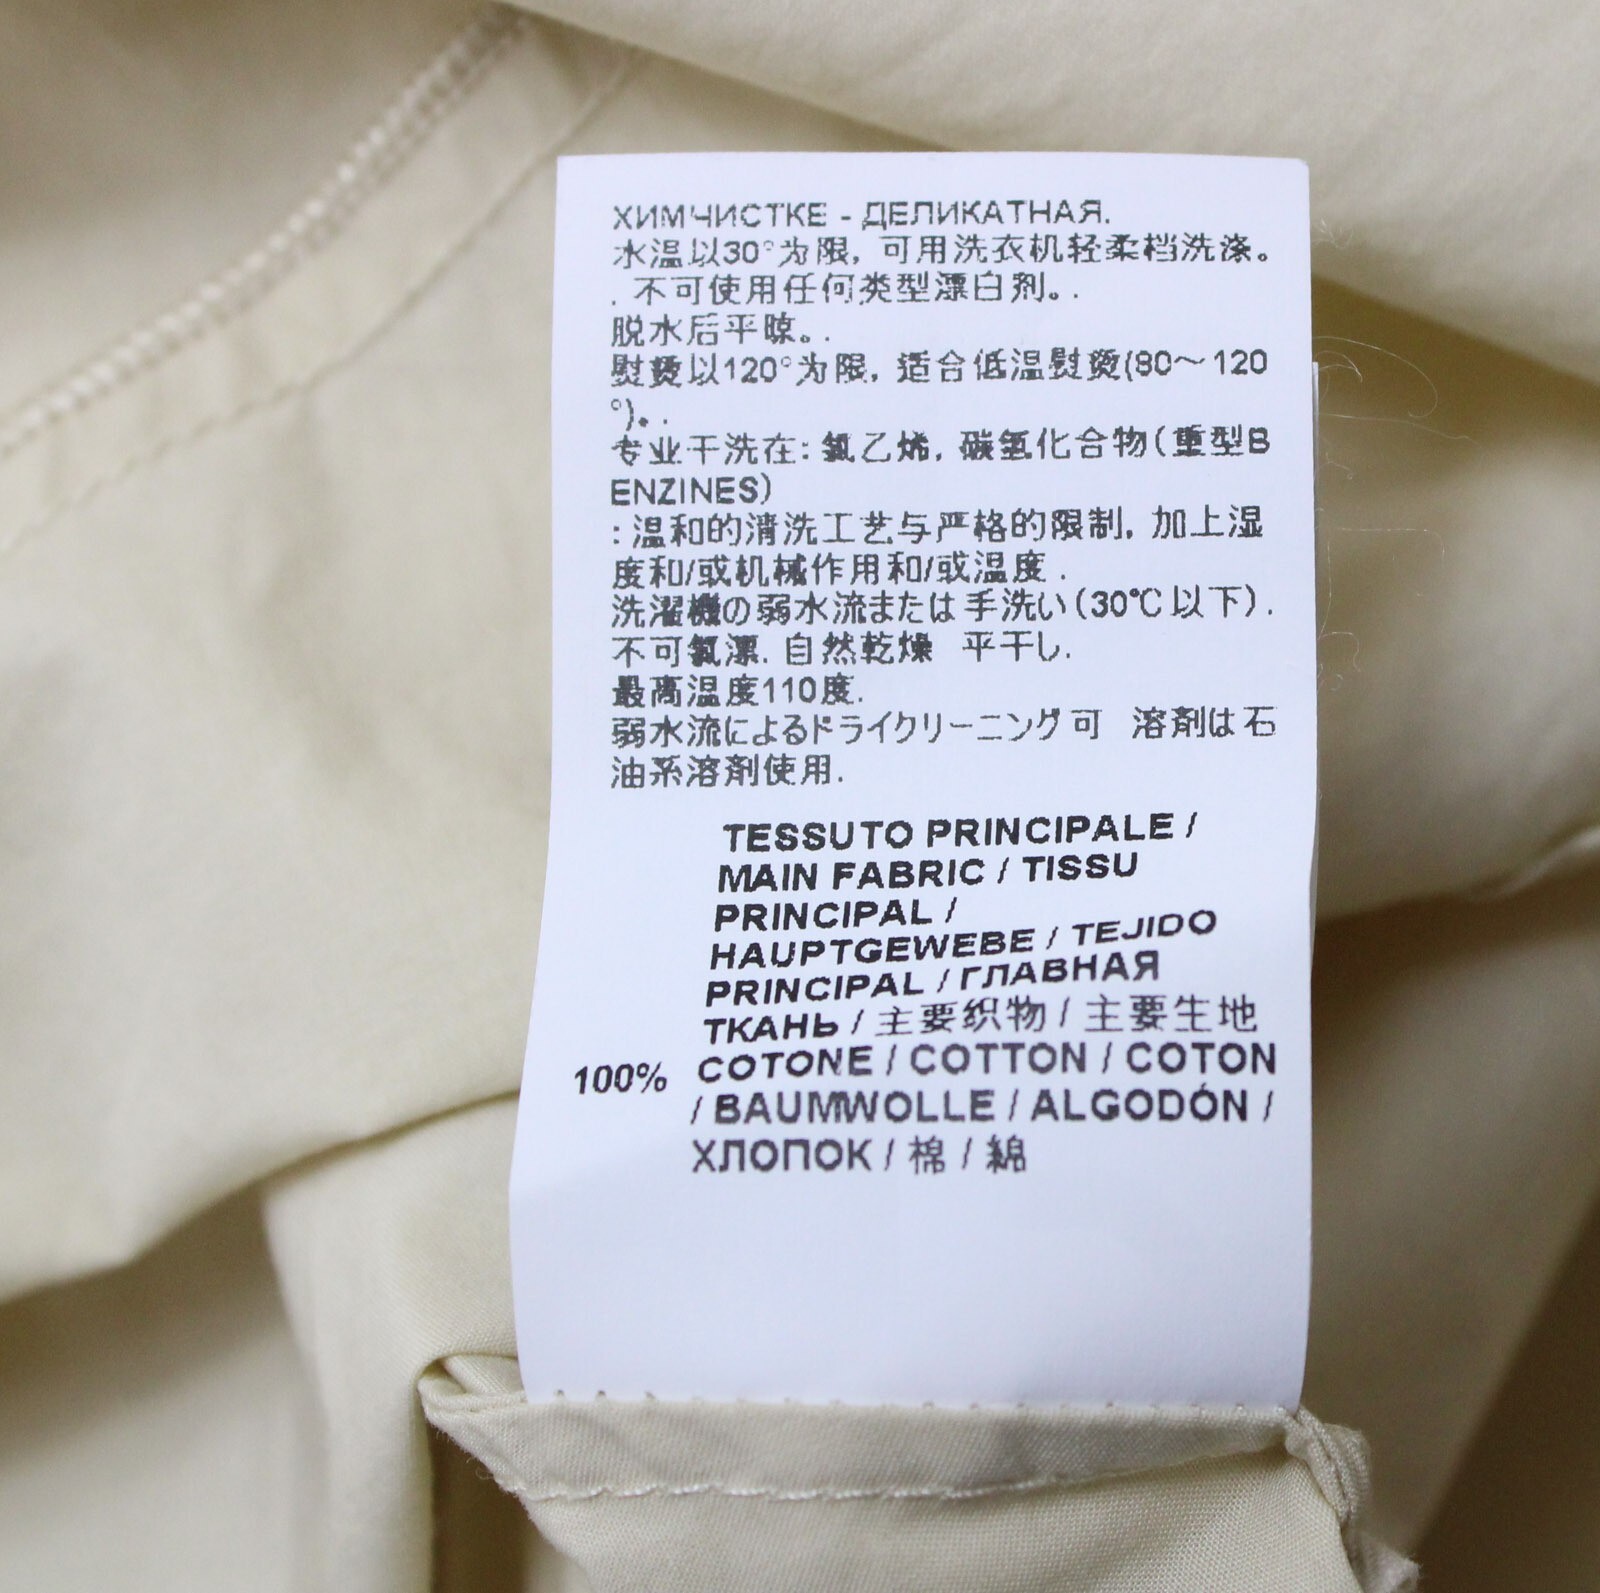 ХИМЧИСТКЕ - ДЕЛИКАТНАЯ.
水温以30°为限, 可用洗衣机轻柔档洗涤。
. 不可使用任何类型漂白剂。.
脱水后平晾。.
熨烫以120°为限, 适合低温熨烫(80～120
°)。.
专业干洗在: 氯乙烯, 碳氢化合物(重型B
ENZINES)
: 温和的清洗工艺与严格的限制, 加上湿
度和/或机械作用和/或温度 .
洗濯機の弱水流または手洗い(30℃以下).
不可氯漂. 自然乾燥 平干し.
最高温度110度.
弱水流によるドライクリーニング可 溶剤は石
油系溶剤使用.
TESSUTO PRINCIPALE /
MAIN FABRIC / TISSU
PRINCIPAL /
HAUPTGEWEBE / TEJIDO
PRINCIPAL / ГЛАВНАЯ
ТКАНЬ / 主要织物 / 主要生地
100% COTONE / COTTON / COTON
/ BAUMWOLLE / ALGODÓN /
ХЛОПОК / 棉 / 綿